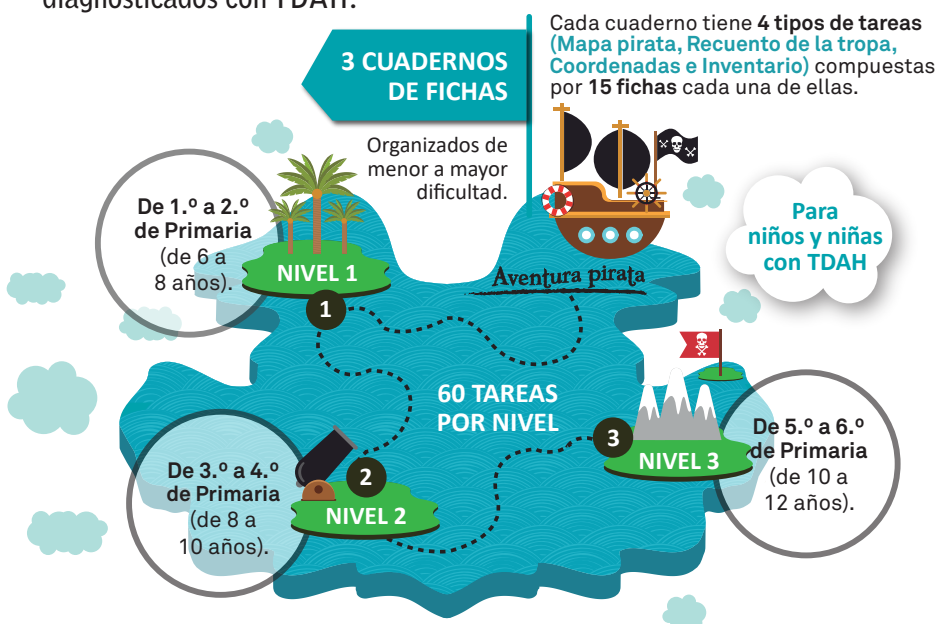 diagnosticados con TDAH.
3 CUADERNOS
DE FICHAS
Organizados de
menor a mayor
dificultad.
Cada cuaderno tiene 4 tipos de tareas
(Mapa pirata, Recuento de la tropa,
Coordenadas e Inventario) compuestas
por 15 fichas cada una de ellas.
De 1.º a 2.º
de Primaria
(de 6 a
8 años).
NIVEL 1
1
Aventura pirata
Para
niños y niñas
con TDAH
60 TAREAS
POR NIVEL
De 3.º a 4.º
de Primaria
(de 8 a
10 años).
2
NIVEL 2
3
NIVEL 3
De 5.º a 6.º
de Primaria
(de 10 a
12 años).